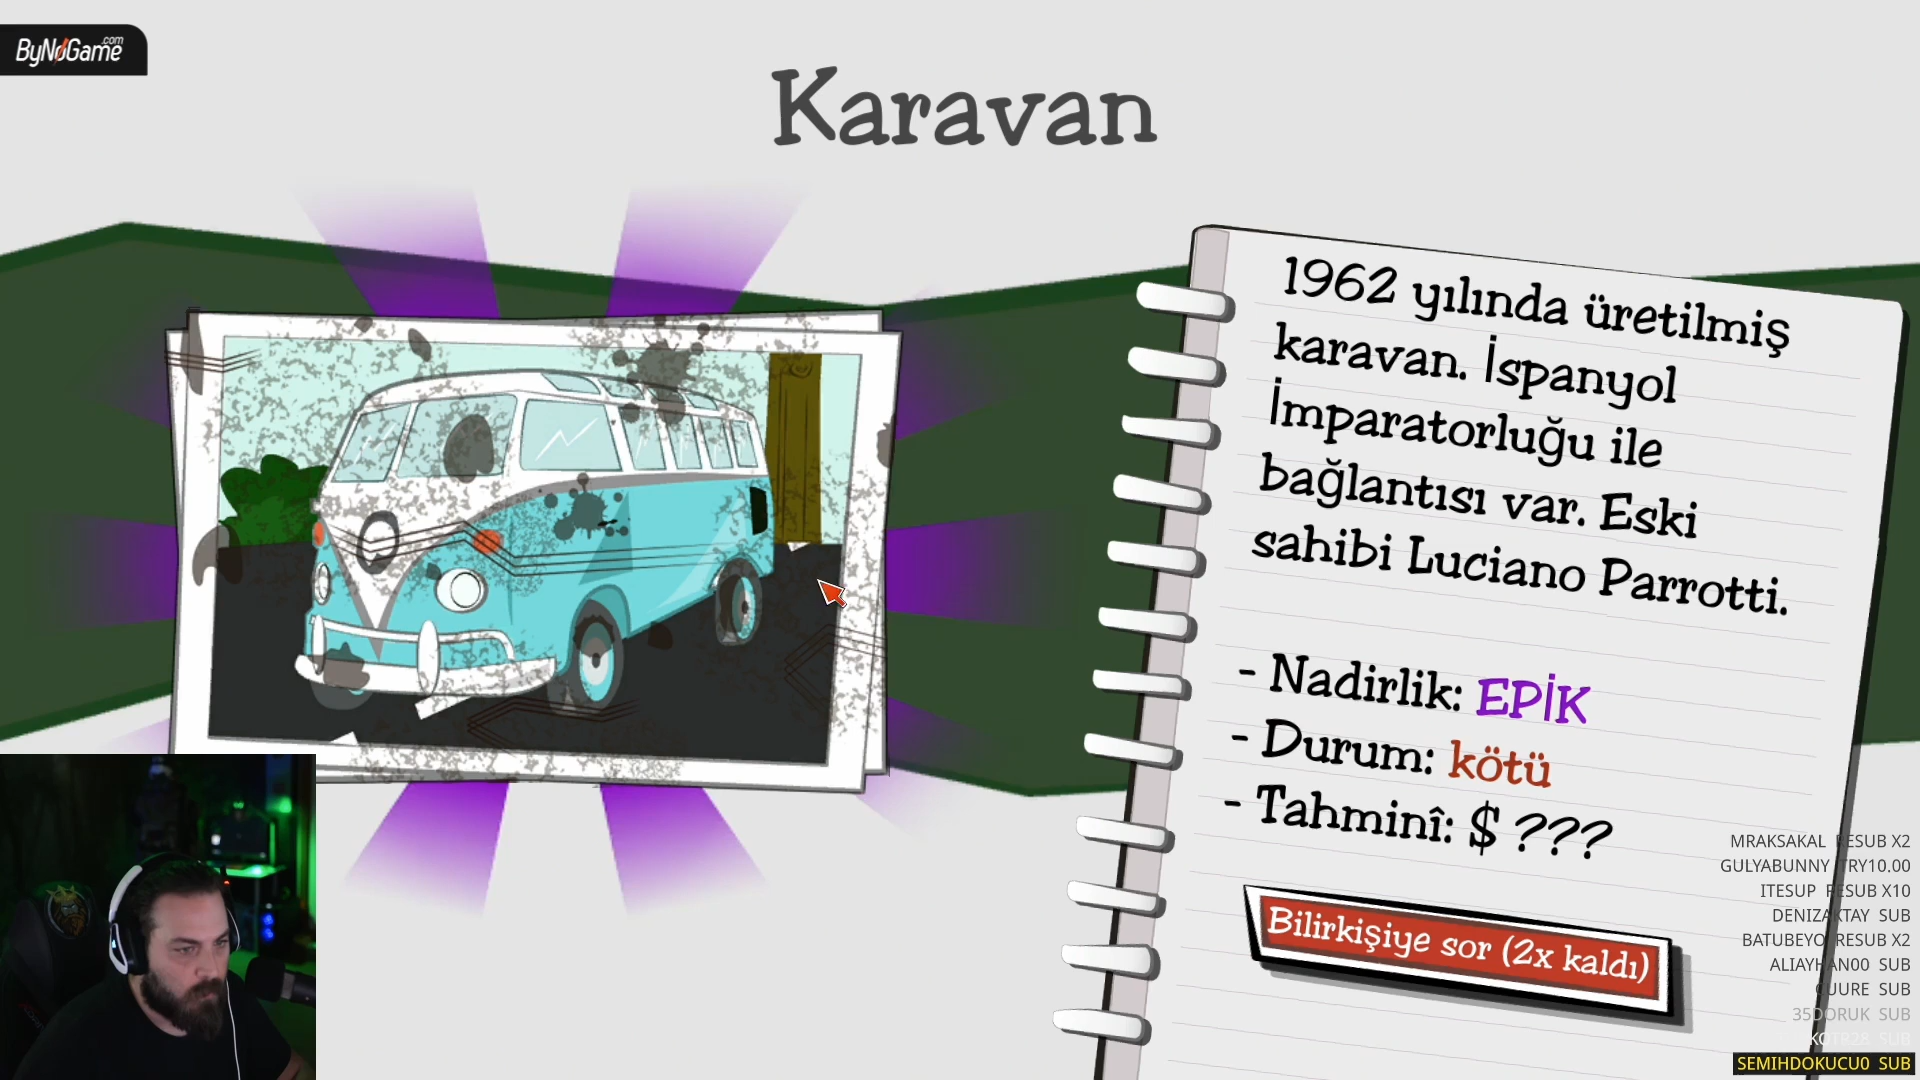 ByNoGame.com
Karavan
1962 yılında üretilmiş
karavan. İspanyol
İmparatorluğu ile
bağlantısı var. Eski
sahibi Luciano Parrotti.
- Nadirlik: EPİK
- Durum: kötü
- Tahminî: $ ???
Bilirkişiye sor (2x kaldı)
MRAKSAKAL RESUB X2
GULYABUNNY TRY10.00
ITESUP RESUB X10
DENIZAKTAY SUB
BATUBEYO RESUB X2
ALIAYHAN00 SUB
SUB
35DORUK SUB
SUB
SEMIHDOKUCU0 SUB